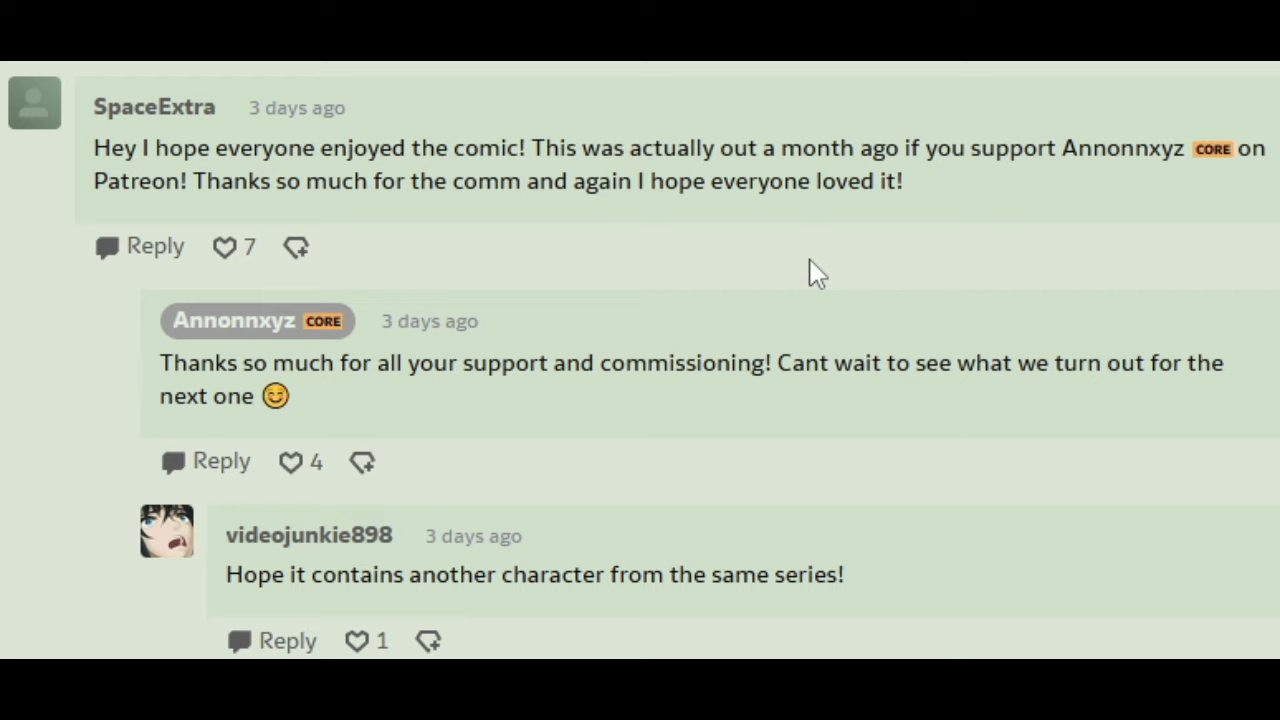 SpaceExtra 3 days ago
Hey I hope everyone enjoyed the comic! This was actually out a month ago if you support Annonnxyz CORE on
Patreon! Thanks so much for the comm and again I hope everyone loved it!
Reply 7
Annonnxyz CORE 3 days ago
Thanks so much for all your support and commissioning! Cant wait to see what we turn out for the
next one 😊
Reply 4
videojunkie898 3 days ago
Hope it contains another character from the same series!
Reply 1